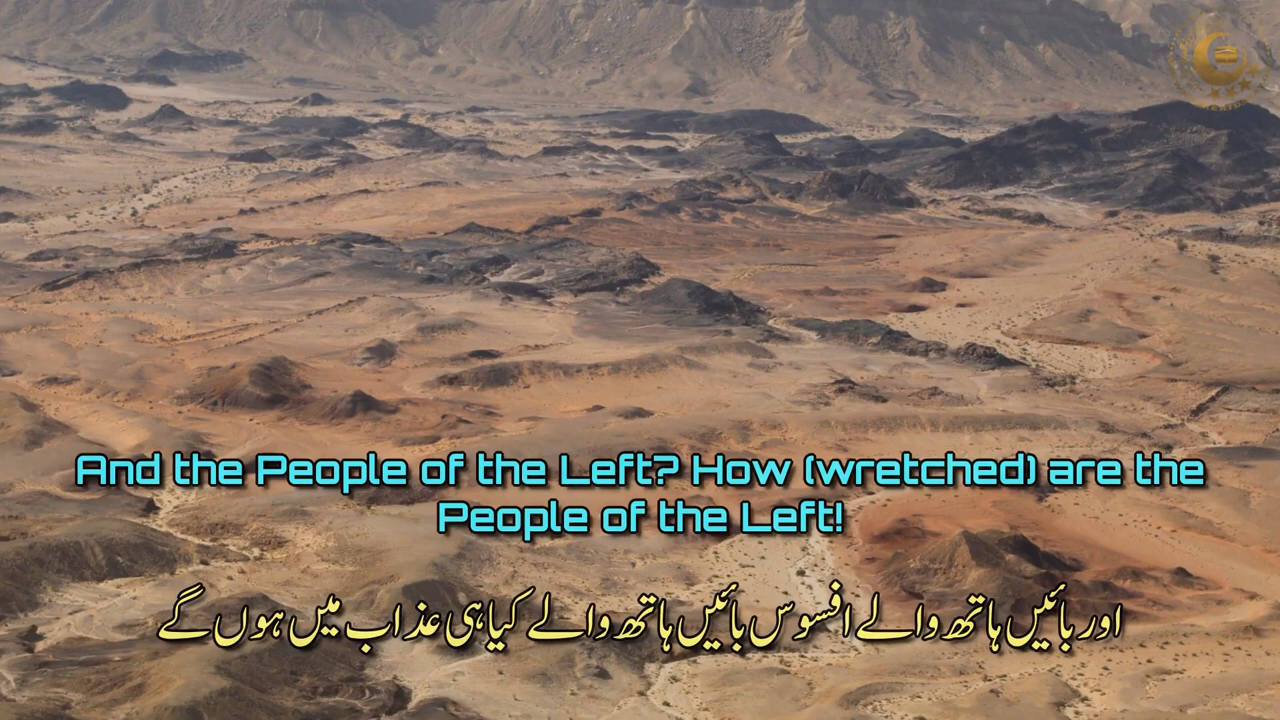 And the People of the Left? How (wretched) are the
People of the Left!
اور بائیں ہاتھ والے افسوس بائیں ہاتھ والے کیا ہی عذاب میں ہوں گے